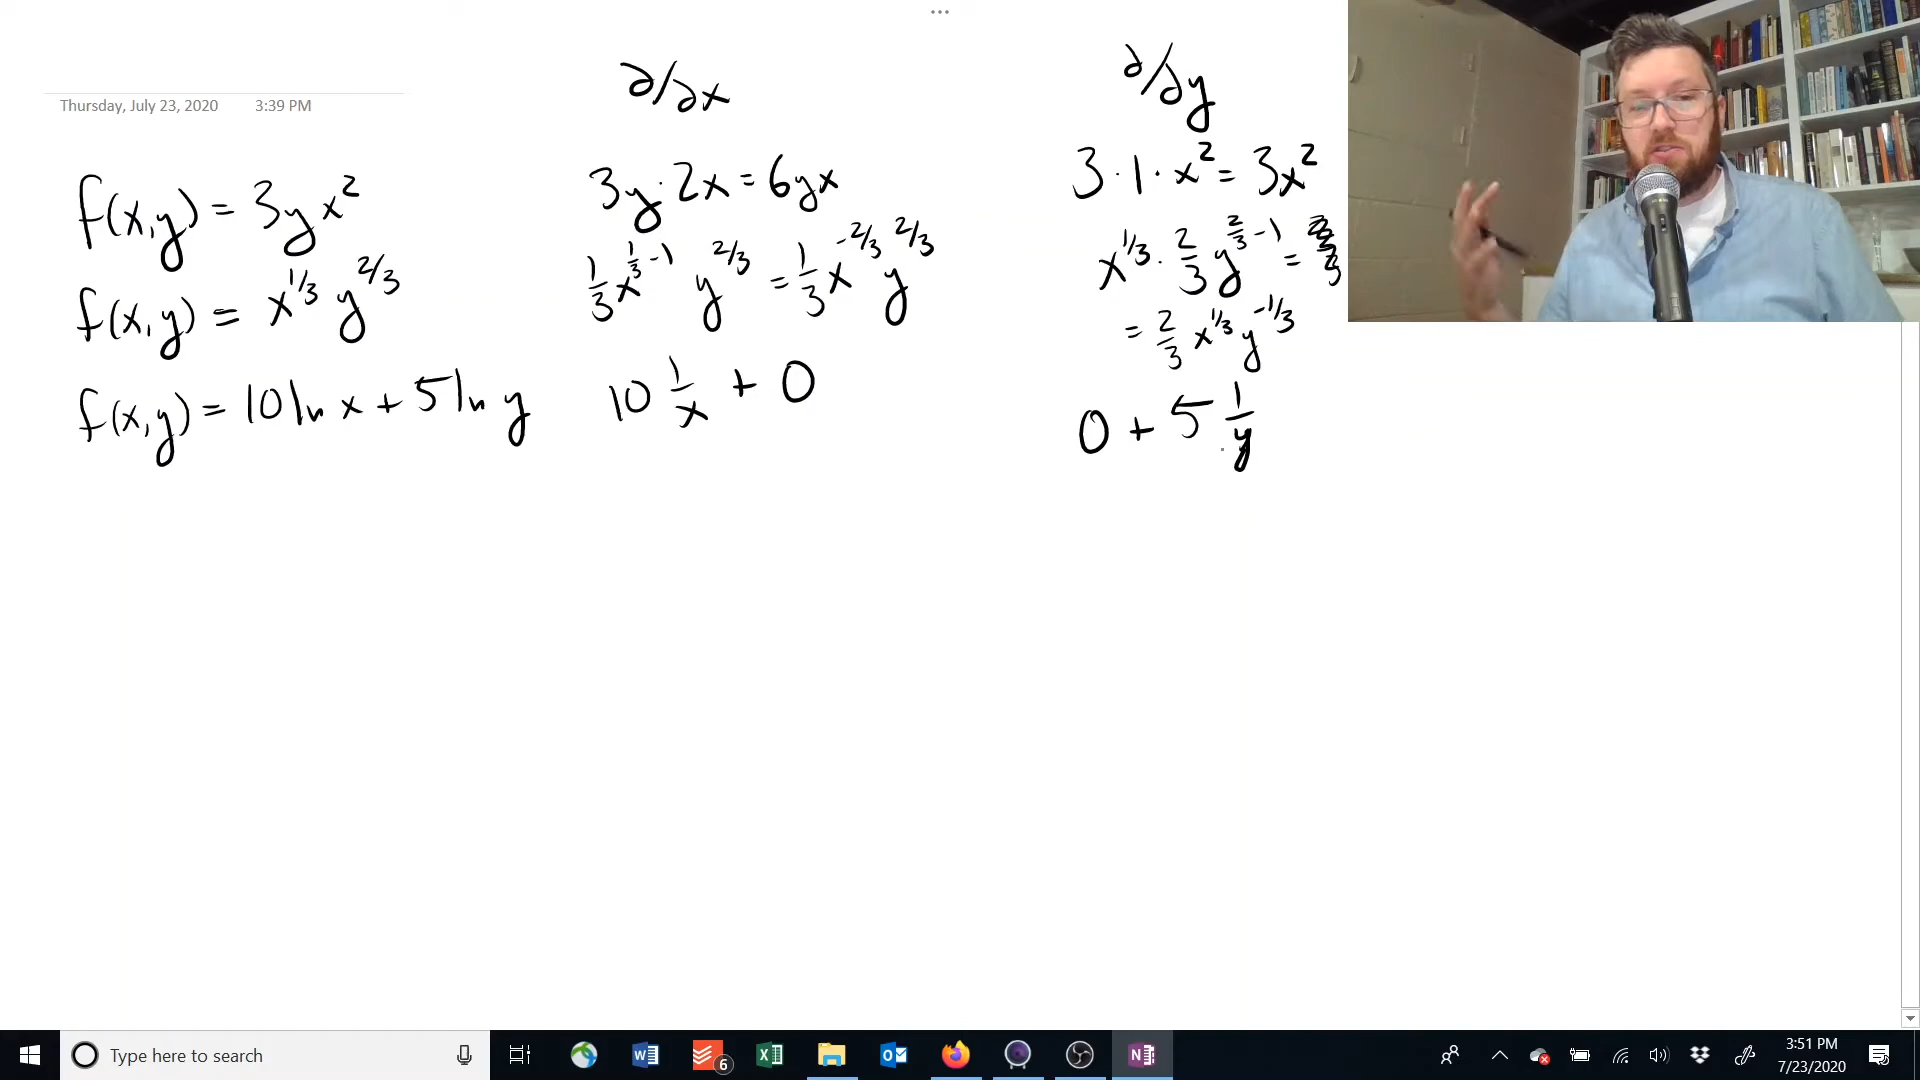 Thursday, July 23, 2020 3:39 PM
∂/∂x
∂/∂y
f(x,y) = 3yx²
3y·2x = 6yx
3·1·x² = 3x²
f(x,y) = x^{1/3} y^{2/3}
1/3 x^{1/3 - 1} y^{2/3} = 1/3 x^{-2/3} y^{2/3}
x^{1/3} · 2/3 y^{2/3 - 1} =
= 2/3 x^{1/3} y^{-1/3}
f(x,y) = 10 ln x + 5 ln y
10 1/x + 0
0 + 5 1/y
Type here to search
6
3:51 PM
7/23/2020